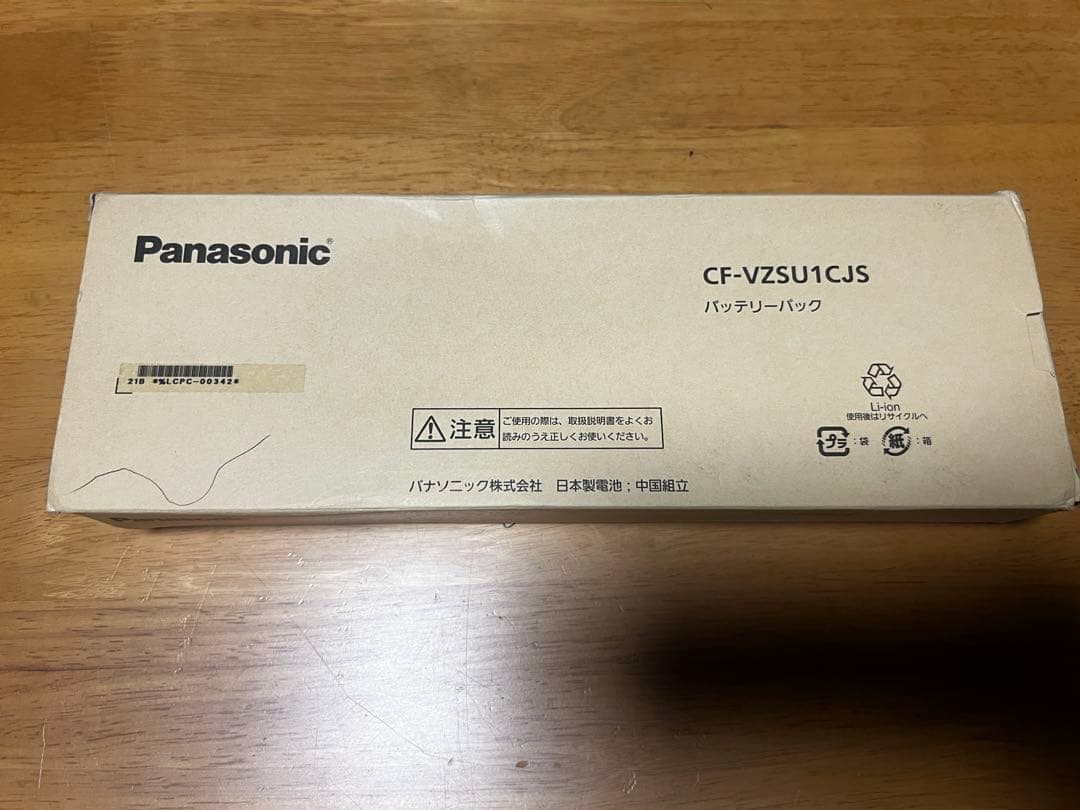 Panasonic®
CF-VZSU1CJS
バッテリーパック
21B *%LCPC-00342*
注意
ご使用の際は、取扱説明書をよくお
読みのうえ正しくお使いください。
Li-ion
使用後はリサイクルへ
プラ:袋 紙:箱
パナソニック株式会社 日本製電池;中国組立